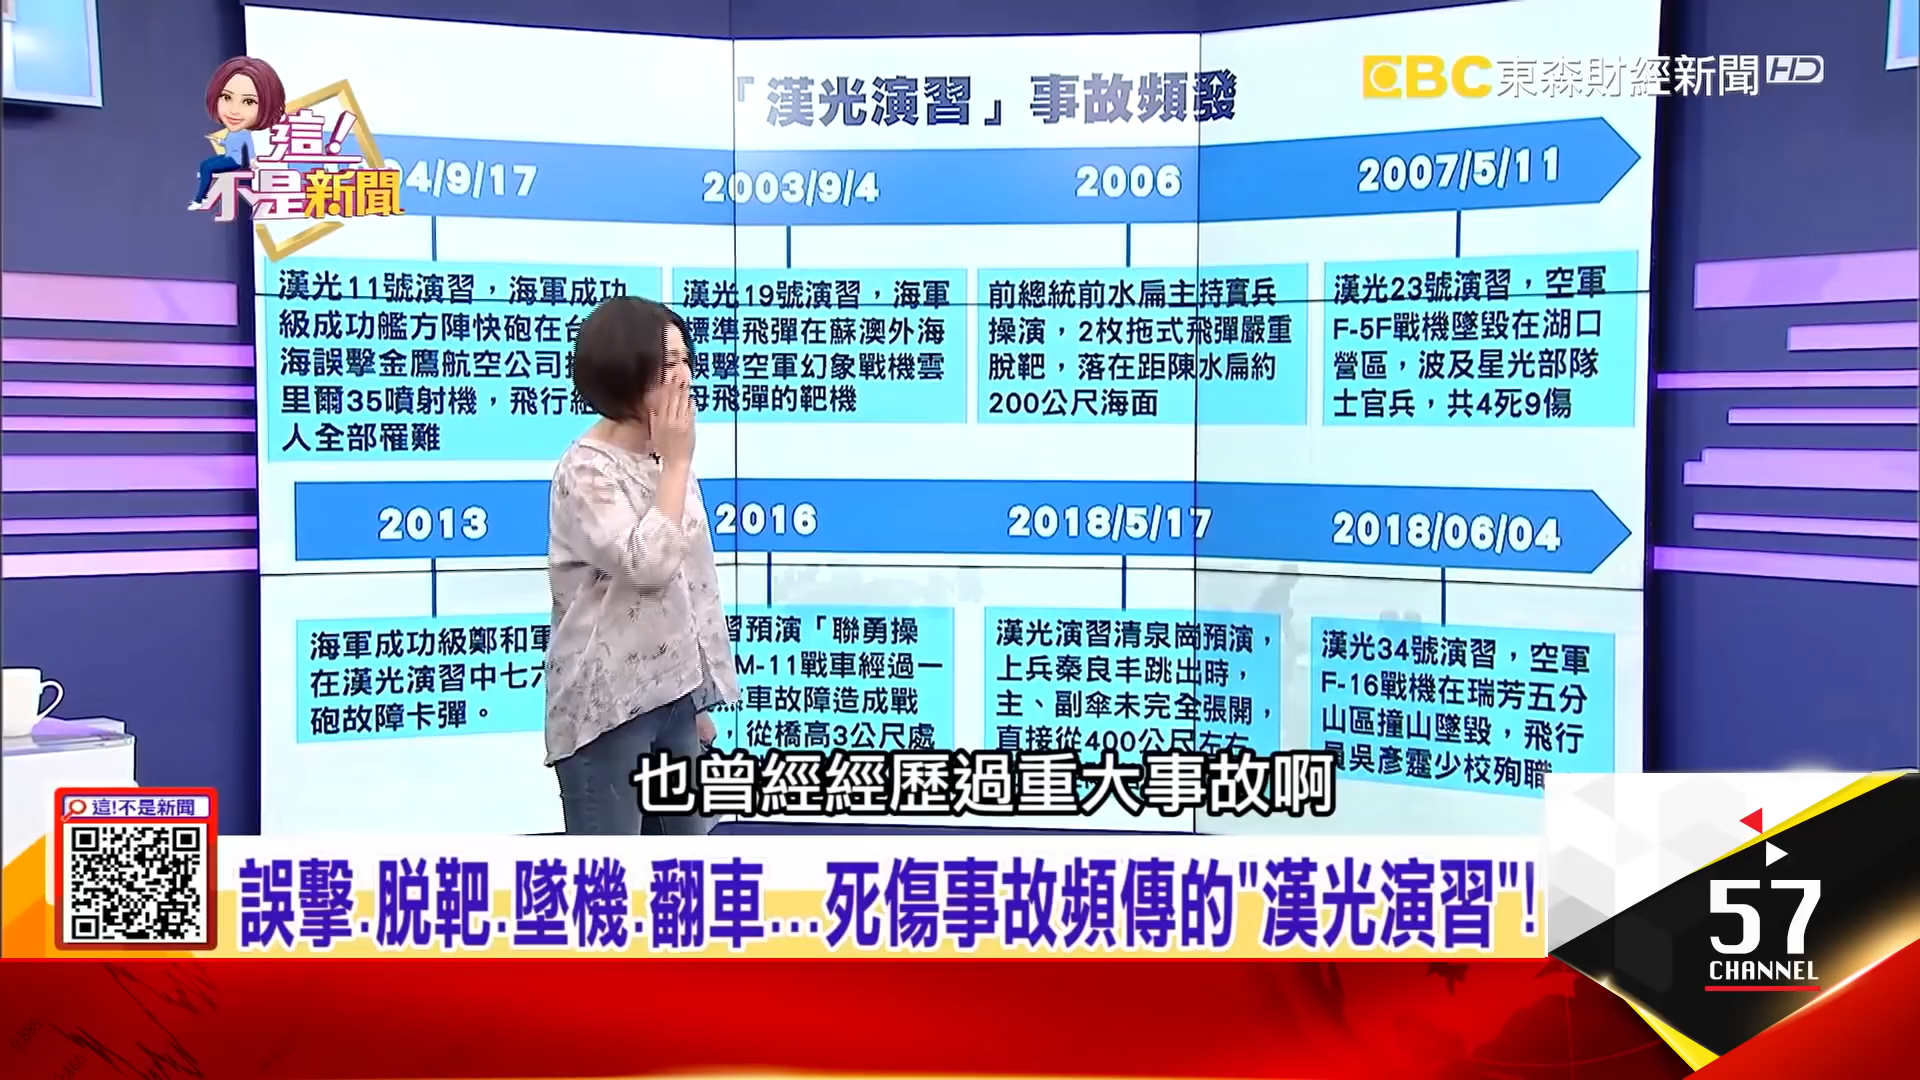 「漢光演習」事故頻發
EBC東森財經新聞HD
這!
不是新聞
4/9/17
2003/9/4
2006
2007/5/11
漢光11號演習，海軍成功
級成功艦方陣快砲在台
海誤擊金鷹航空公司
里爾35噴射機，飛行
人全部罹難
漢光19號演習，海軍
標準飛彈在蘇澳外海
誤擊空軍幻象戰機雲
母飛彈的靶機
前總統前水扁主持實兵
操演，2枚拖式飛彈嚴重
脫靶，落在距陳水扁約
200公尺海面
漢光23號演習，空軍
F-5F戰機墜毀在湖口
營區，波及星光部隊
士官兵，共4死9傷
2013
2016
2018/5/17
2018/06/04
海軍成功級鄭和軍
在漢光演習中七六
砲故障卡彈。
習預演「聯勇操
M-11戰車經過一
車故障造成戰
，從橋高3公尺處
漢光演習清泉崗預演，
上兵秦良丰跳出時，
主、副傘未完全張開，
直接從400公尺左右
漢光34號演習，空軍
F-16戰機在瑞芳五分
山區撞山墜毀，飛行
員吳彥霆少校殉職
也曾經經歷過重大事故啊
這!不是新聞
誤擊.脫靶.墜機.翻車...死傷事故頻傳的"漢光演習"!
57
CHANNEL